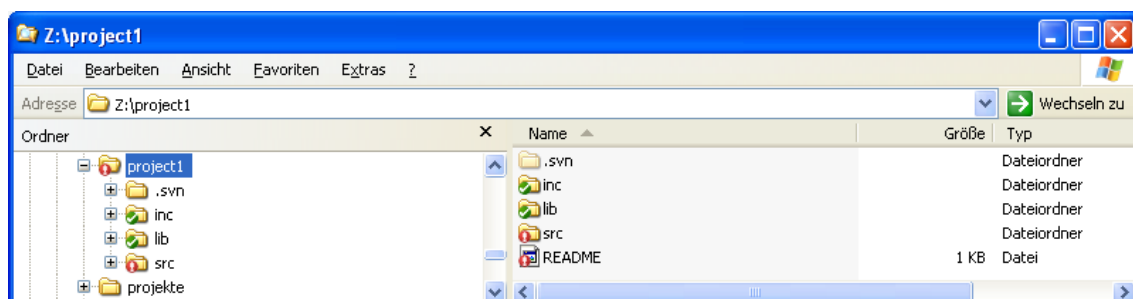 Z:\project1
Datei Bearbeiten Ansicht Favoriten Extras ?
Adresse Z:\project1 Wechseln zu
Ordner × Name Größe Typ
project1
.svn
inc
lib
src
projekte
.svn Dateiordner
inc Dateiordner
lib Dateiordner
src Dateiordner
README 1 KB Datei